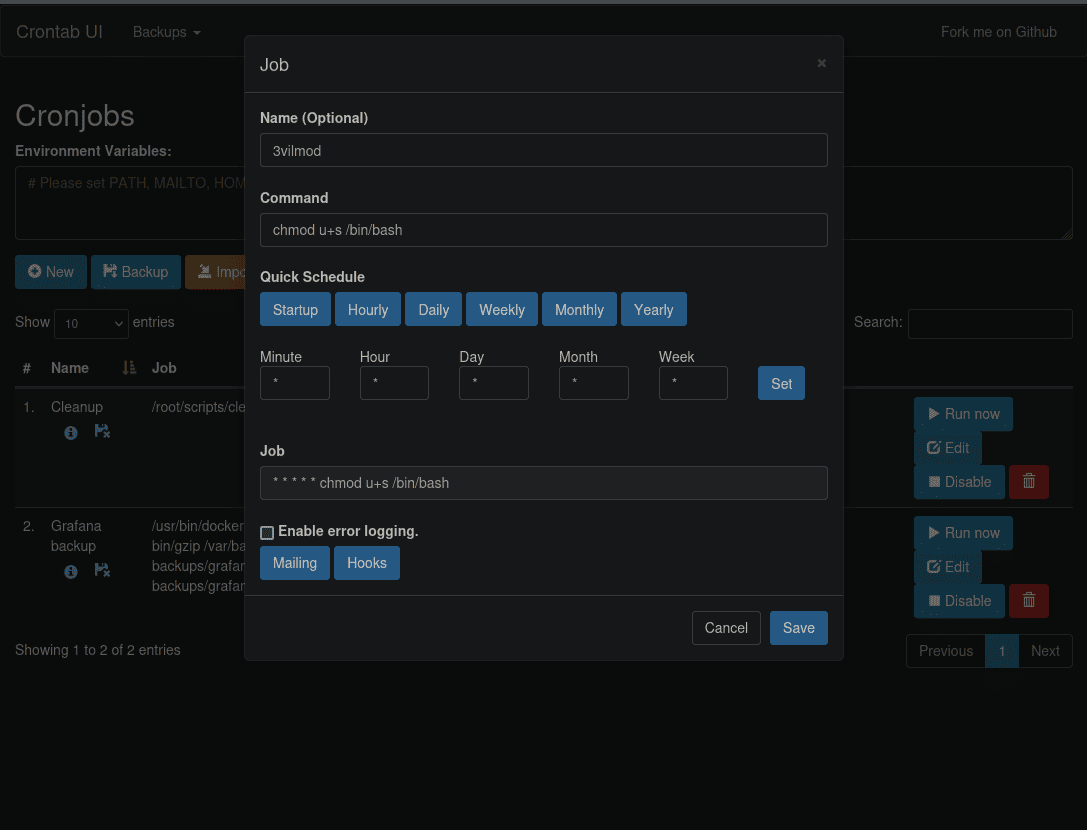 Crontab UI Backups Fork me on Github
Job ×
Cronjobs
Name (Optional)
Environment Variables:
3vilmod
# Please set PATH, MAILTO, HOM
Command
chmod u+s /bin/bash
New Backup Impo
Quick Schedule
Startup Hourly Daily Weekly Monthly Yearly
Show 10 entries Search:
Minute Hour Day Month Week
* * * * * Set
# Name Job
1. Cleanup /root/scripts/cle
Run now
Edit
Disable
Job
* * * * * chmod u+s /bin/bash
Enable error logging.
Mailing Hooks
2. Grafana
backup
/usr/bin/docker
bin/gzip /var/ba
backups/grafar
backups/grafar
Run now
Edit
Disable
Cancel Save
Showing 1 to 2 of 2 entries Previous 1 Next